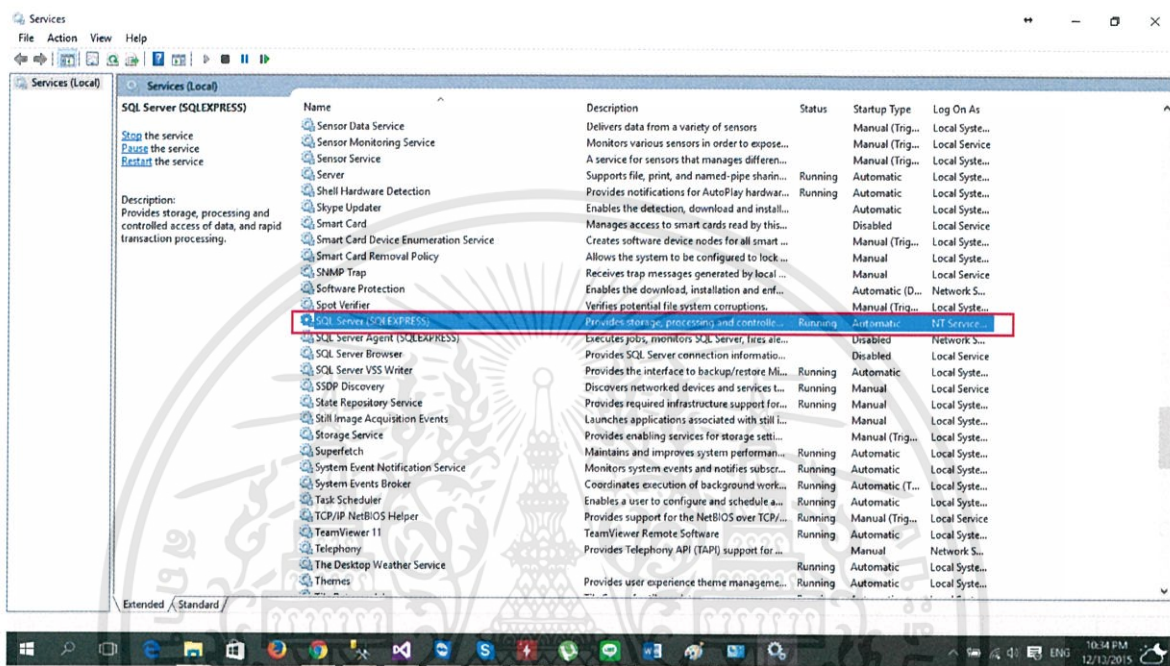 Services
File Action View Help
Services (Local)
Services (Local)
SQL Server (SQLEXPRESS)
Stop the service
Pause the service
Restart the service
Description:
Provides storage, processing and
controlled access of data, and rapid
transaction processing.
Name Description Status Startup Type Log On As
Sensor Data Service Delivers data from a variety of sensors Manual (Trig... Local Syste...
Sensor Monitoring Service Monitors various sensors in order to expose... Manual (Trig... Local Service
Sensor Service A service for sensors that manages differen... Manual (Trig... Local Syste...
Server Supports file, print, and named-pipe sharin... Running Automatic Local Syste...
Shell Hardware Detection Provides notifications for AutoPlay hardwar... Running Automatic Local Syste...
Skype Updater Enables the detection, download and install... Automatic Local Syste...
Smart Card Manages access to smart cards read by this... Disabled Local Service
Smart Card Device Enumeration Service Creates software device nodes for all smart ... Manual (Trig... Local Syste...
Smart Card Removal Policy Allows the system to be configured to lock ... Manual Local Syste...
SNMP Trap Receives trap messages generated by local ... Manual Local Service
Software Protection Enables the download, installation and enf... Automatic (D... Network S...
Spot Verifier Verifies potential file system corruptions. Manual (Trig... Local Syste...
SQL Server (SQLEXPRESS) Provides storage, processing and controlle... Running Automatic NT Service...
SQL Server Agent (SQLEXPRESS) Executes jobs, monitors SQL Server, fires ale... Disabled Network S...
SQL Server Browser Provides SQL Server connection informatio... Disabled Local Service
SQL Server VSS Writer Provides the interface to backup/restore Mi... Running Automatic Local Syste...
SSDP Discovery Discovers networked devices and services t... Running Manual Local Service
State Repository Service Provides required infrastructure support for... Running Manual Local Syste...
Still Image Acquisition Events Launches applications associated with still i... Manual Local Syste...
Storage Service Provides enabling services for storage setti... Manual (Trig... Local Syste...
Superfetch Maintains and improves system performan... Running Automatic Local Syste...
System Event Notification Service Monitors system events and notifies subscr... Running Automatic Local Syste...
System Events Broker Coordinates execution of background work... Running Automatic (T... Local Syste...
Task Scheduler Enables a user to configure and schedule a... Running Automatic Local Syste...
TCP/IP NetBIOS Helper Provides support for the NetBIOS over TCP/... Running Manual (Trig... Local Service
TeamViewer 11 TeamViewer Remote Software Running Automatic Local Syste...
Telephony Provides Telephony API (TAPI) support for ... Manual Network S...
The Desktop Weather Service Running Automatic Local Syste...
Themes Provides user experience theme manageme... Running Automatic Local Syste...
Extended Standard
ENG 10:34 PM
12/13/2015